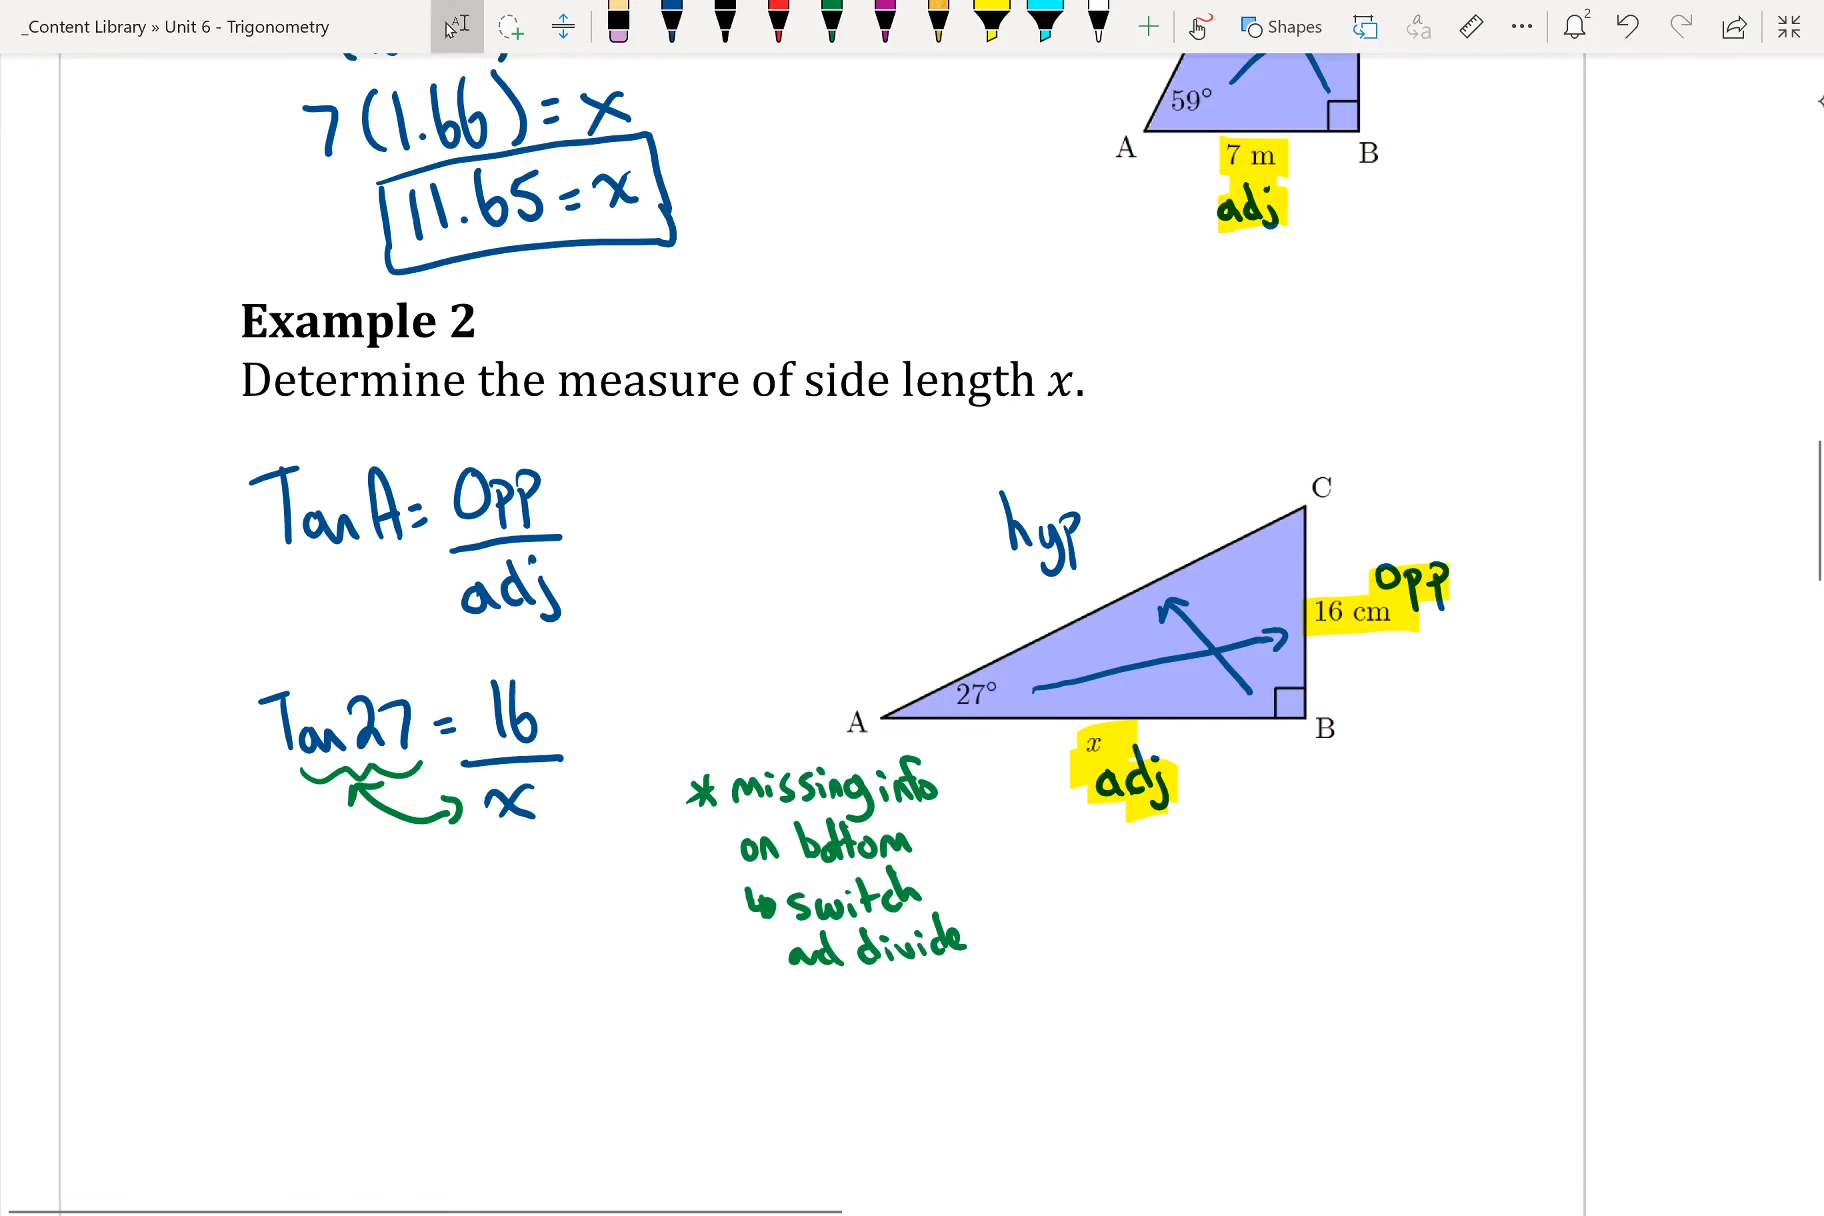 _Content Library » Unit 6 - Trigonometry
Shapes
2
7(1.66)=x
11.65=x
59°
A
B
7 m
adj
Example 2
Determine the measure of side length x.
Tan A= Opp
adj
Tan 27 = 16
x
hyp
C
opp
16 cm
27°
A
B
x
adj
* missing info
on bottom
↳ switch
and divide